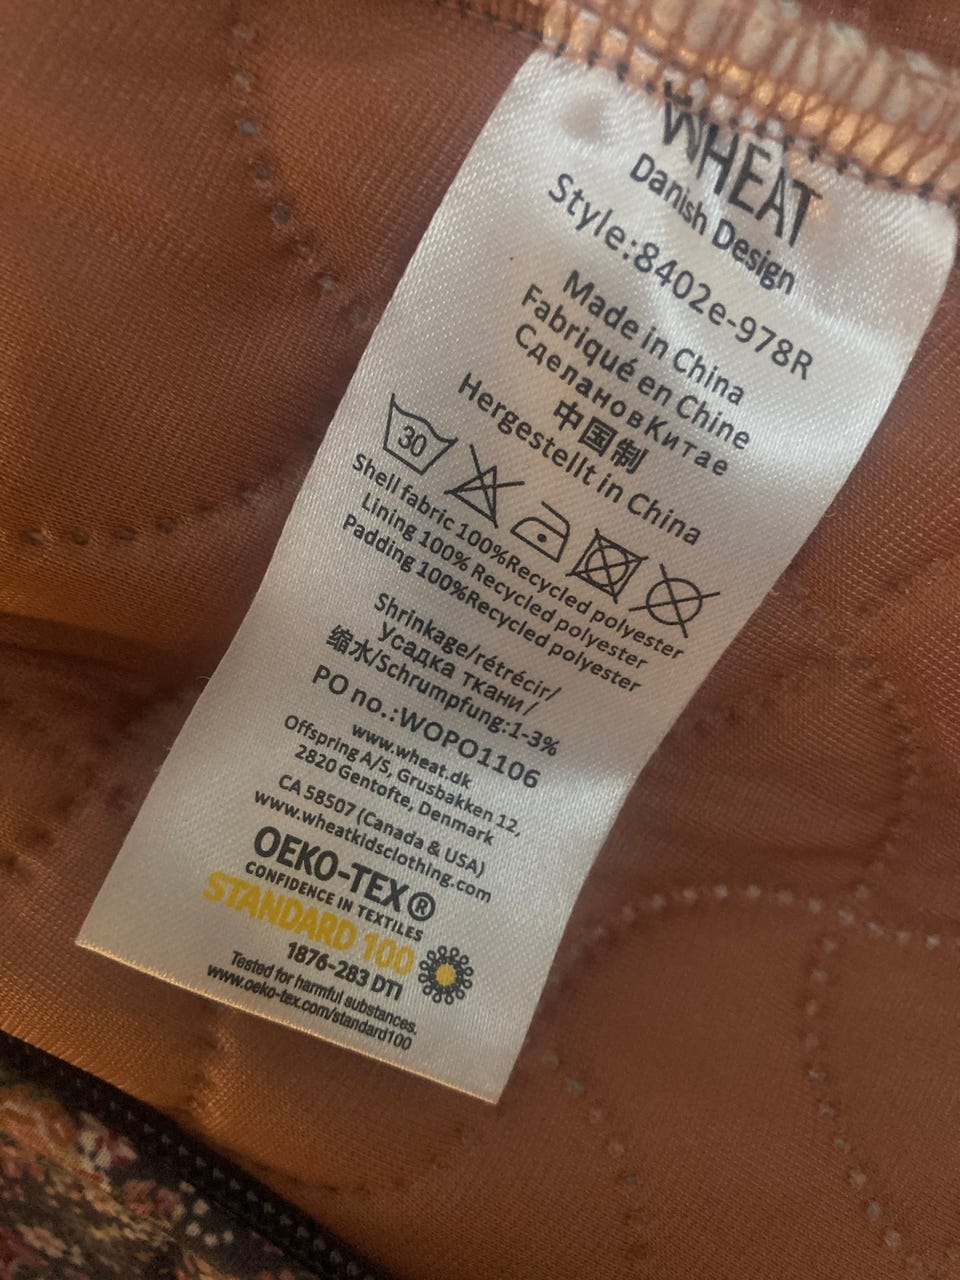 WHEAT
Danish Design
Style:8402e-978R
Made in China
Fabriqué en Chine
Сделано в Китае
中国制
Hergestellt in China
30
Shell fabric 100%Recycled polyester
Lining 100% Recycled polyester
Padding 100%Recycled polyester
Shrinkage/rétrécir/
Усадка ткани/
缩水/Schrumpfung:1-3%
PO no.:WOPO1106
www.wheat.dk
Offspring A/S, Grusbakken 12,
2820 Gentofte, Denmark
CA 58507 (Canada & USA)
www.wheatkidsclothing.com
OEKO-TEX®
CONFIDENCE IN TEXTILES
STANDARD 100
1876-283 DTI
Tested for harmful substances.
www.oeko-tex.com/standard100